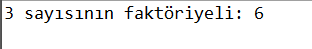 3 sayısının faktöriyeli: 6